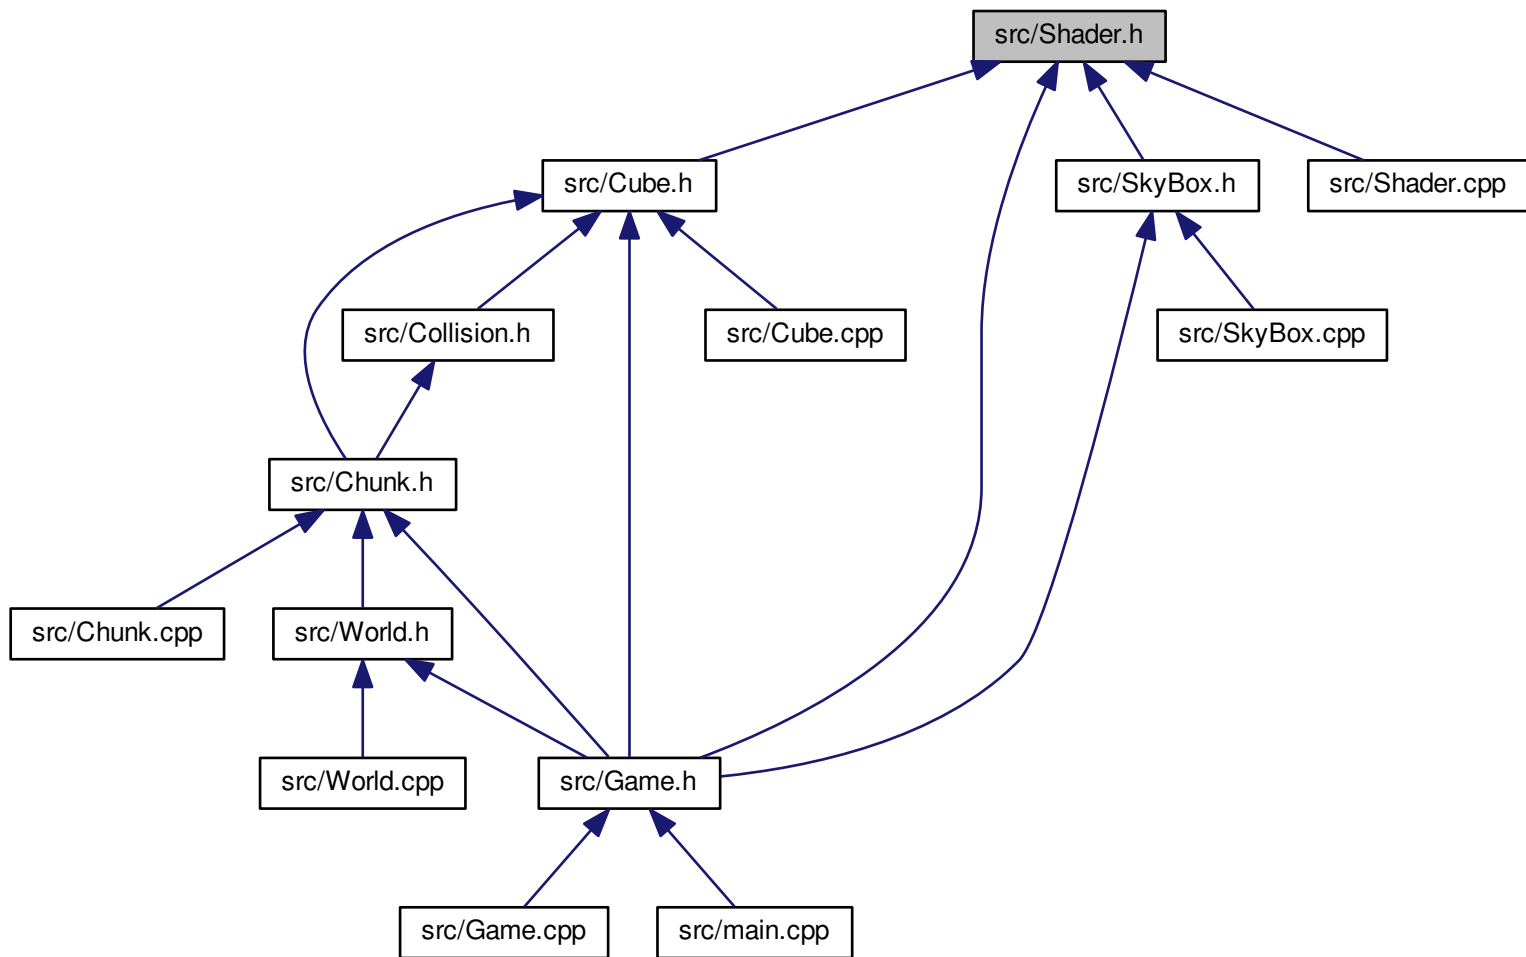 src/Shader.h
src/Cube.h
src/SkyBox.h
src/Shader.cpp
src/Collision.h
src/Cube.cpp
src/SkyBox.cpp
src/Chunk.h
src/Chunk.cpp
src/World.h
src/World.cpp
src/Game.h
src/Game.cpp
src/main.cpp